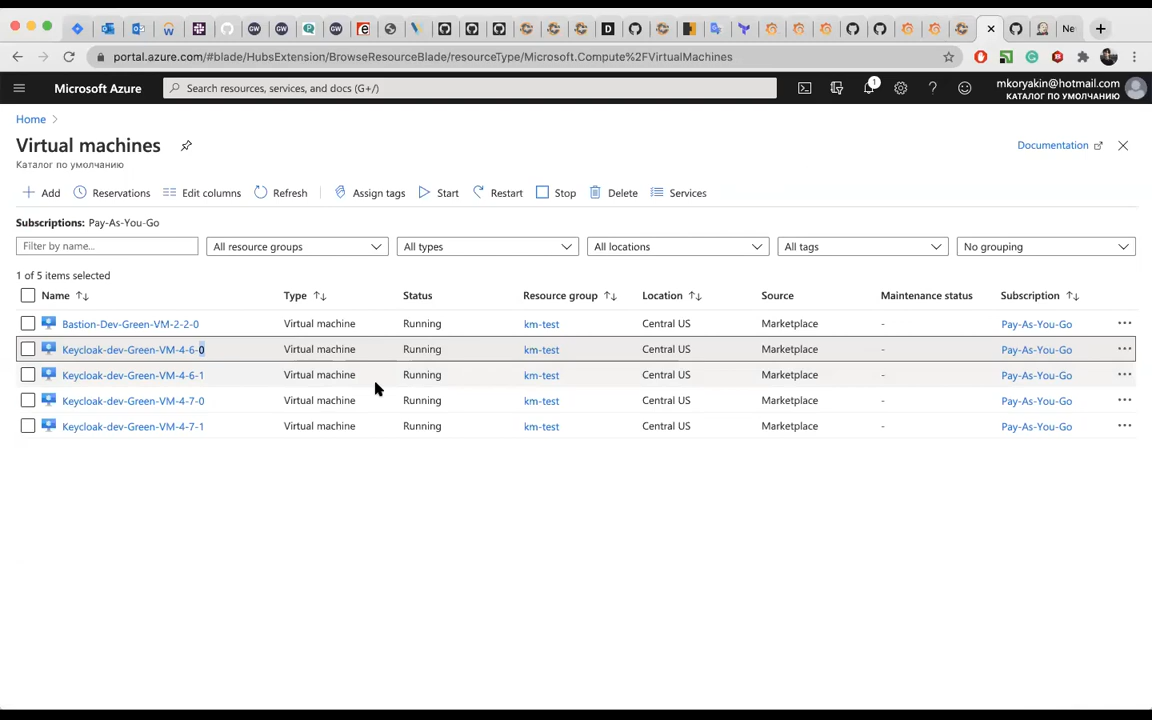 Ne
portal.azure.com/#blade/HubsExtension/BrowseResourceBlade/resourceType/Microsoft.Compute%2FVirtualMachines
Microsoft Azure
Search resources, services, and docs (G+/)
1
mkoryakin@hotmail.com
КАТАЛОГ ПО УМОЛЧАНИЮ
Home >
Virtual machines
Каталог по умолчанию
Documentation
Add Reservations Edit columns Refresh Assign tags Start Restart Stop Delete Services
Subscriptions: Pay-As-You-Go
Filter by name... All resource groups All types All locations All tags No grouping
1 of 5 items selected
Name Type Status Resource group Location Source Maintenance status Subscription
Bastion-Dev-Green-VM-2-2-0 Virtual machine Running km-test Central US Marketplace - Pay-As-You-Go ...
Keycloak-dev-Green-VM-4-6-0 Virtual machine Running km-test Central US Marketplace - Pay-As-You-Go ...
Keycloak-dev-Green-VM-4-6-1 Virtual machine Running km-test Central US Marketplace - Pay-As-You-Go ...
Keycloak-dev-Green-VM-4-7-0 Virtual machine Running km-test Central US Marketplace - Pay-As-You-Go ...
Keycloak-dev-Green-VM-4-7-1 Virtual machine Running km-test Central US Marketplace - Pay-As-You-Go ...